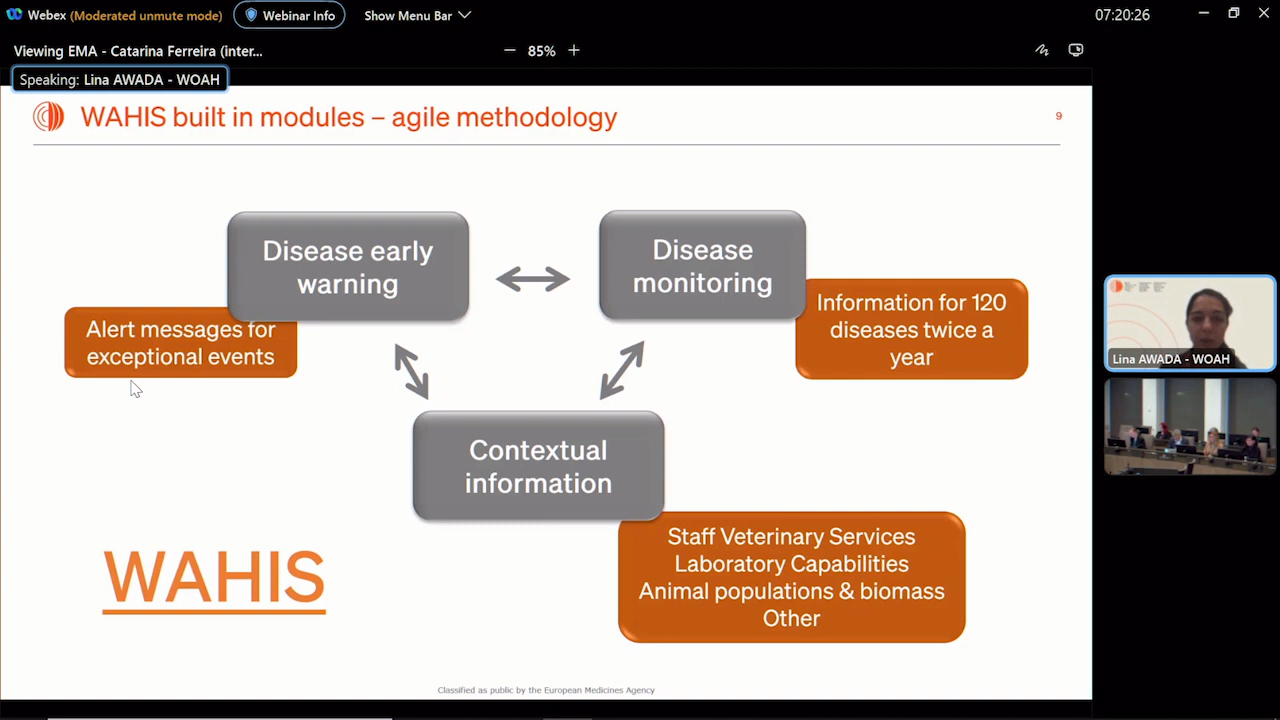 Webex (Moderated unmute mode) Webinar Info Show Menu Bar 07:20:26
Viewing EMA - Catarina Ferreira (inter... 85%
Speaking: Lina AWADA - WOAH
WAHIS built in modules – agile methodology
9
Disease early
warning
Alert messages for
exceptional events
Disease
monitoring
Information for 120
diseases twice a
year
Contextual
information
Staff Veterinary Services
Laboratory Capabilities
Animal populations & biomass
Other
WAHIS
Classified as public by the European Medicines Agency
Lina AWADA - WOAH